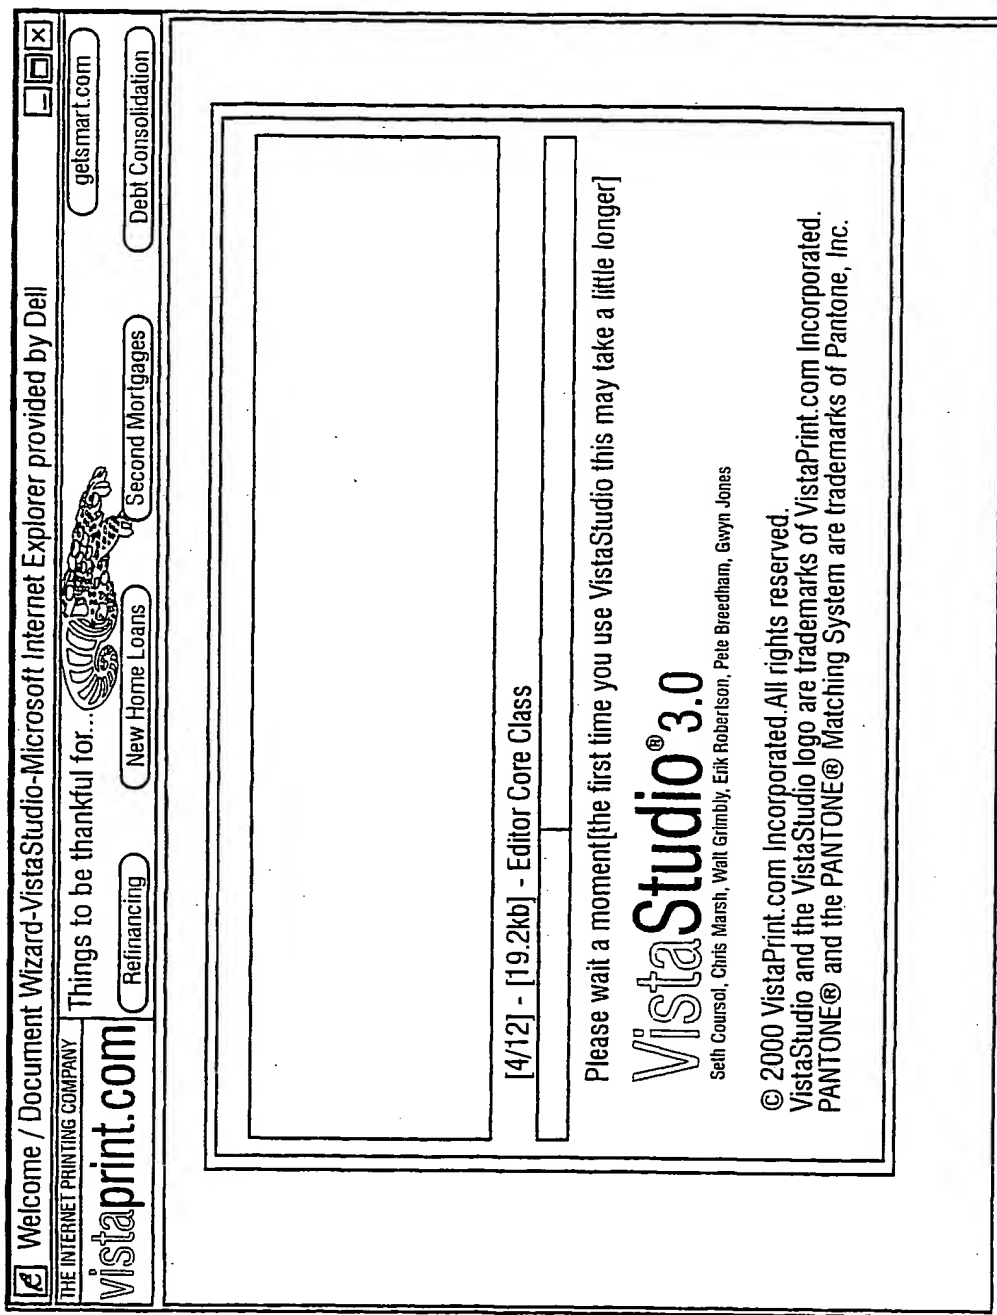 Welcome / Document Wizard-VistaStudio-Microsoft Internet Explorer provided by Dell
THE INTERNET PRINTING COMPANY
vistaprint.com
Things to be thankful for...
getsmart.com
Refinancing
New Home Loans
Second Mortgages
Debt Consolidation
[4/12] - [19.2kb] - Editor Core Class
Please wait a moment[the first time you use VistaStudio this may take a little longer]
VistaStudio® 3.0
Seth Coursol, Chris Marsh, Walt Grimbly, Erik Robertson, Pete Breedham, Gwyn Jones
© 2000 VistaPrint.com Incorporated.All rights reserved.
VistaStudio and the VistaStudio logo are trademarks of VistaPrint.com Incorporated.
PANTONE® and the PANTONE® Matching System are trademarks of Pantone, Inc.